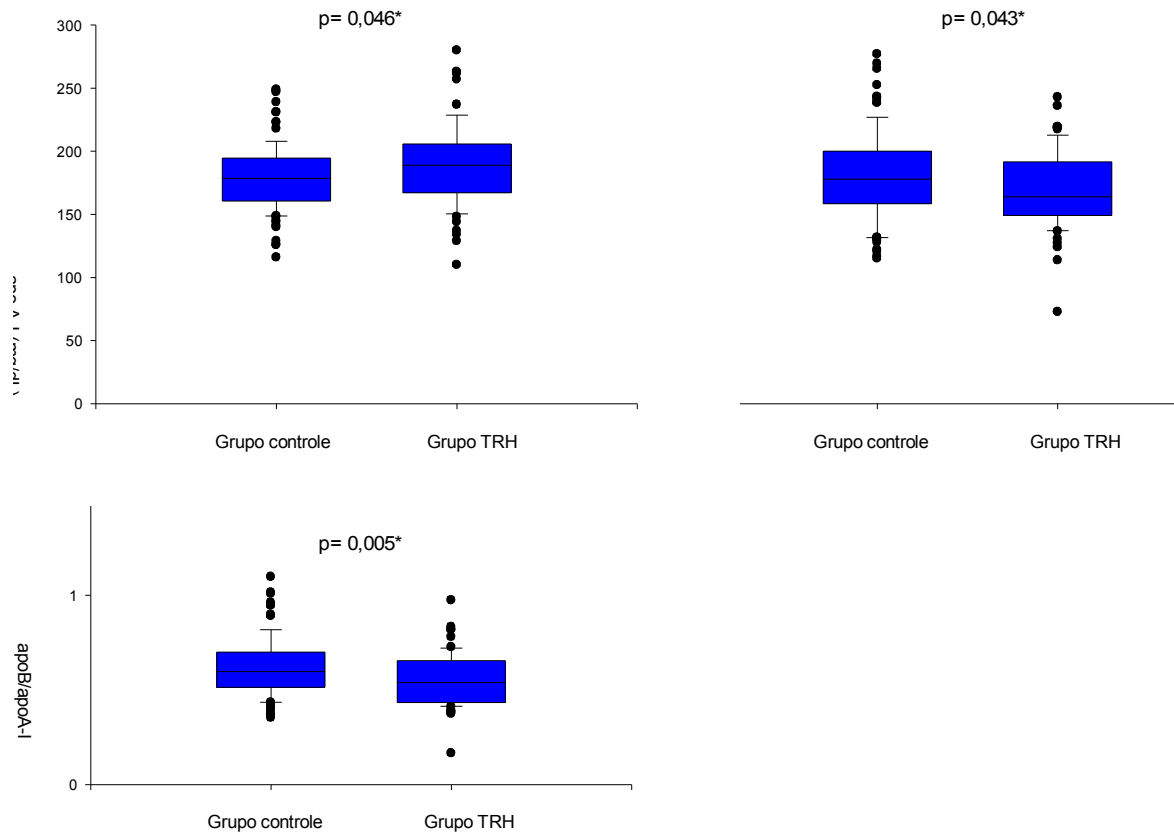 p= 0,046*
p= 0,043*
300
250
200
150
100
50
0
Grupo controle
Grupo TRH
Grupo controle
Grupo TRH
p= 0,005*
1
0
apoB/apoA-I
Grupo controle
Grupo TRH